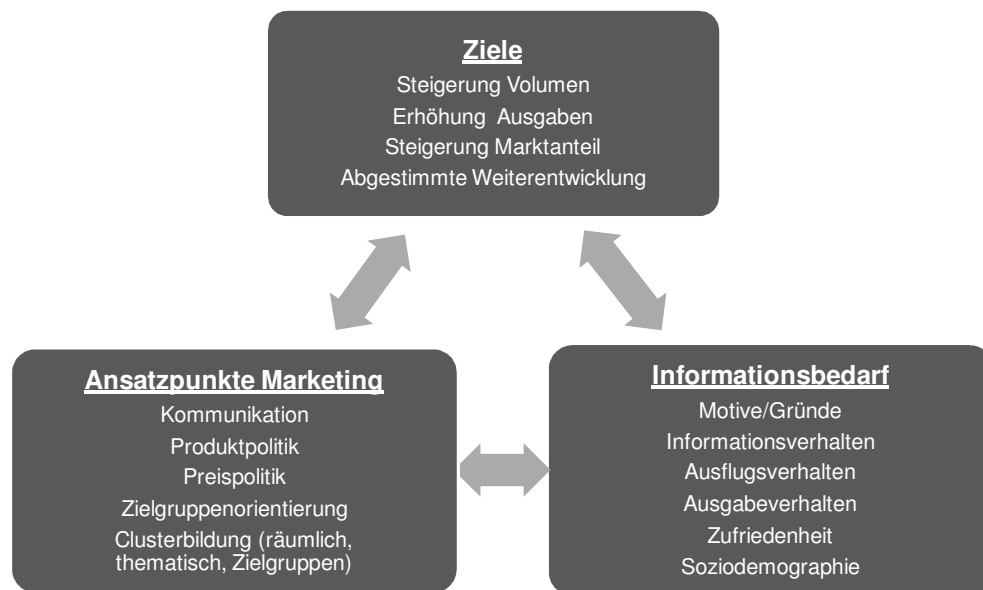 Ziele
Steigerung Volumen
Erhöhung Ausgaben
Steigerung Marktanteil
Abgestimmte Weiterentwicklung
Ansatzpunkte Marketing
Kommunikation
Produktpolitik
Preispolitik
Zielgruppenorientierung
Clusterbildung (räumlich,
thematisch, Zielgruppen)
Informationsbedarf
Motive/Gründe
Informationsverhalten
Ausflugsverhalten
Ausgabeverhalten
Zufriedenheit
Soziodemographie